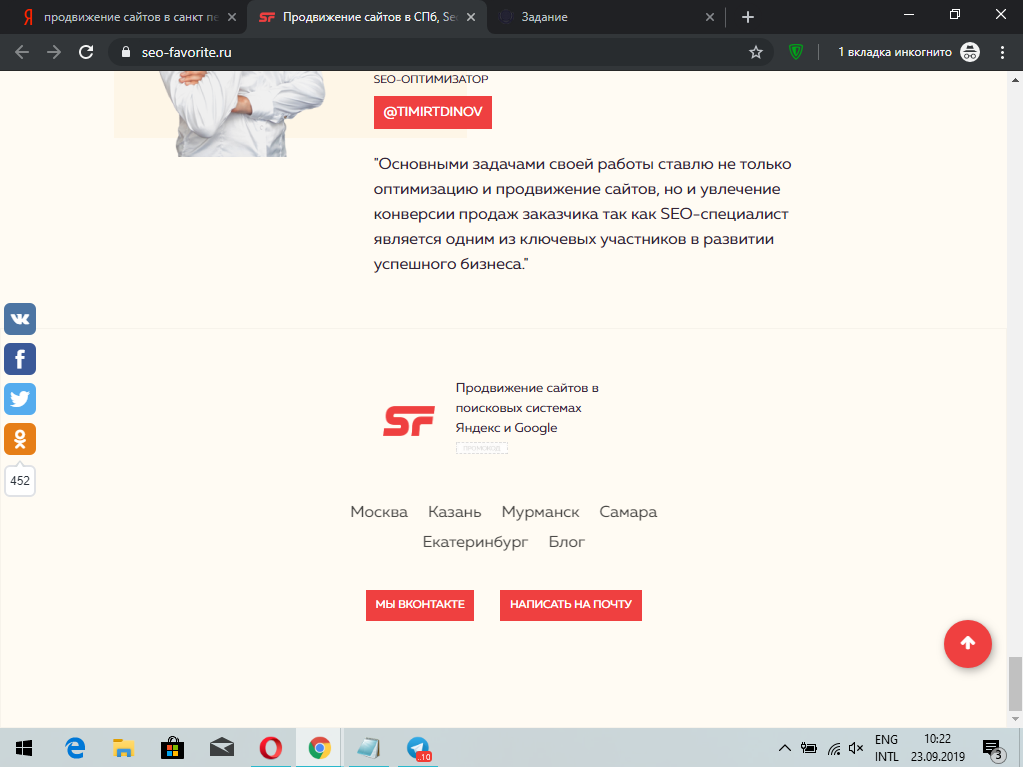 продвижение сайтов в санкт пе
Продвижение сайтов в СПб, Seo
Задание
seo-favorite.ru
1 вкладка инкогнито
SEO-ОПТИМИЗАТОР
@TIMIRTDINOV
"Основными задачами своей работы ставлю не только
оптимизацию и продвижение сайтов, но и увлечение
конверсии продаж заказчика так как SEO-специалист
является одним из ключевых участников в развитии
успешного бизнеса."
452
SF
Продвижение сайтов в
поисковых системах
Яндекс и Google
ПРОМОКОД
Москва Казань Мурманск Самара
Екатеринбург Блог
МЫ ВКОНТАКТЕ НАПИСАТЬ НА ПОЧТУ
ENG
INTL
10:22
23.09.2019
3
..10